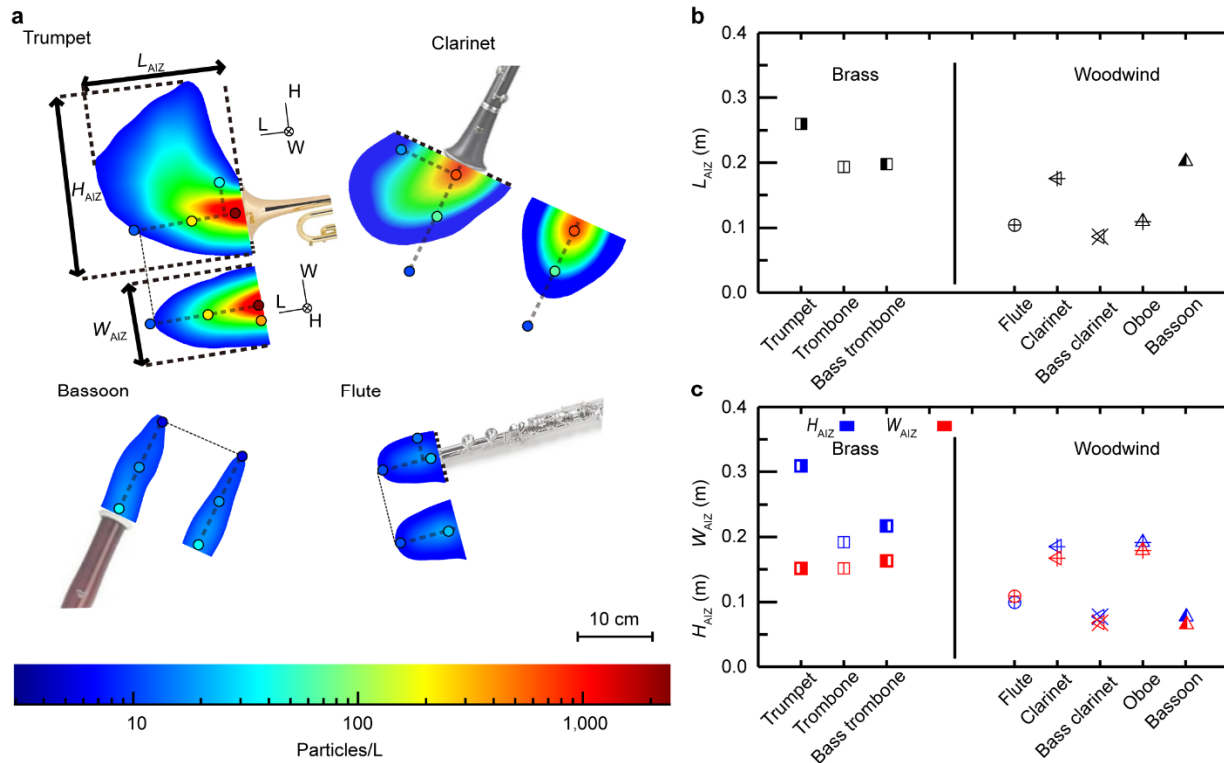 a
Trumpet
L_AIZ
H
L
W
H_AIZ
W
L
H
W_AIZ
Clarinet
Bassoon
Flute
10 cm
10
100
1,000
Particles/L
b
0.4
0.3
0.2
0.1
0.0
L_AIZ (m)
Brass
Woodwind
Trumpet
Trombone
Bass trombone
Flute
Clarinet
Bass clarinet
Oboe
Bassoon
c
0.4
0.3
0.2
0.1
0.0
H_AIZ (m) W_AIZ (m)
H_AIZ W_AIZ
Brass
Woodwind
Trumpet
Trombone
Bass trombone
Flute
Clarinet
Bass clarinet
Oboe
Bassoon